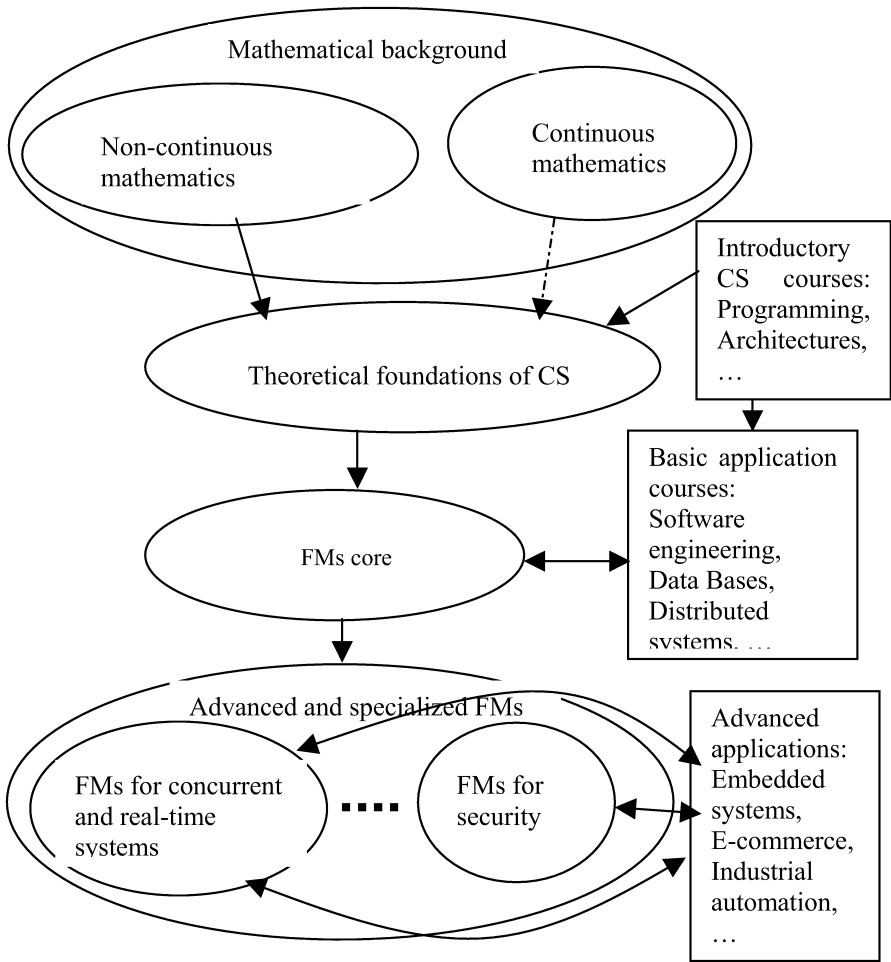 Mathematical background
Non-continuous
mathematics
Continuous
mathematics
Introductory
CS courses:
Programming,
Architectures,
…
Theoretical foundations of CS
Basic application
courses:
Software
engineering,
Data Bases,
Distributed
systems, …
FMs core
Advanced and specialized FMs
FMs for concurrent
and real-time
systems
FMs for
security
Advanced
applications:
Embedded
systems,
E-commerce,
Industrial
automation,
…